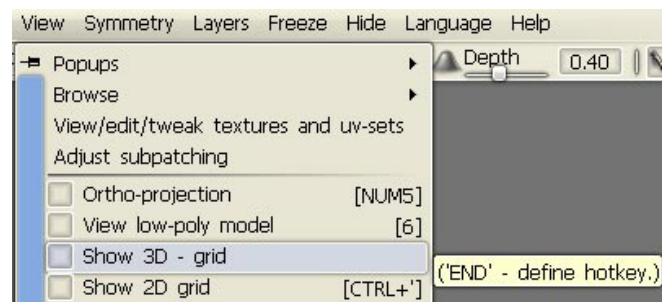 View Symmetry Layers Freeze Hide Language Help
Popups Depth 0.40
Browse
View/edit/tweak textures and uv-sets
Adjust subpatching
Ortho-projection [NUM5]
View low-poly model [6]
Show 3D - grid
('END' - define hotkey.)
Show 2D grid [CTRL+']